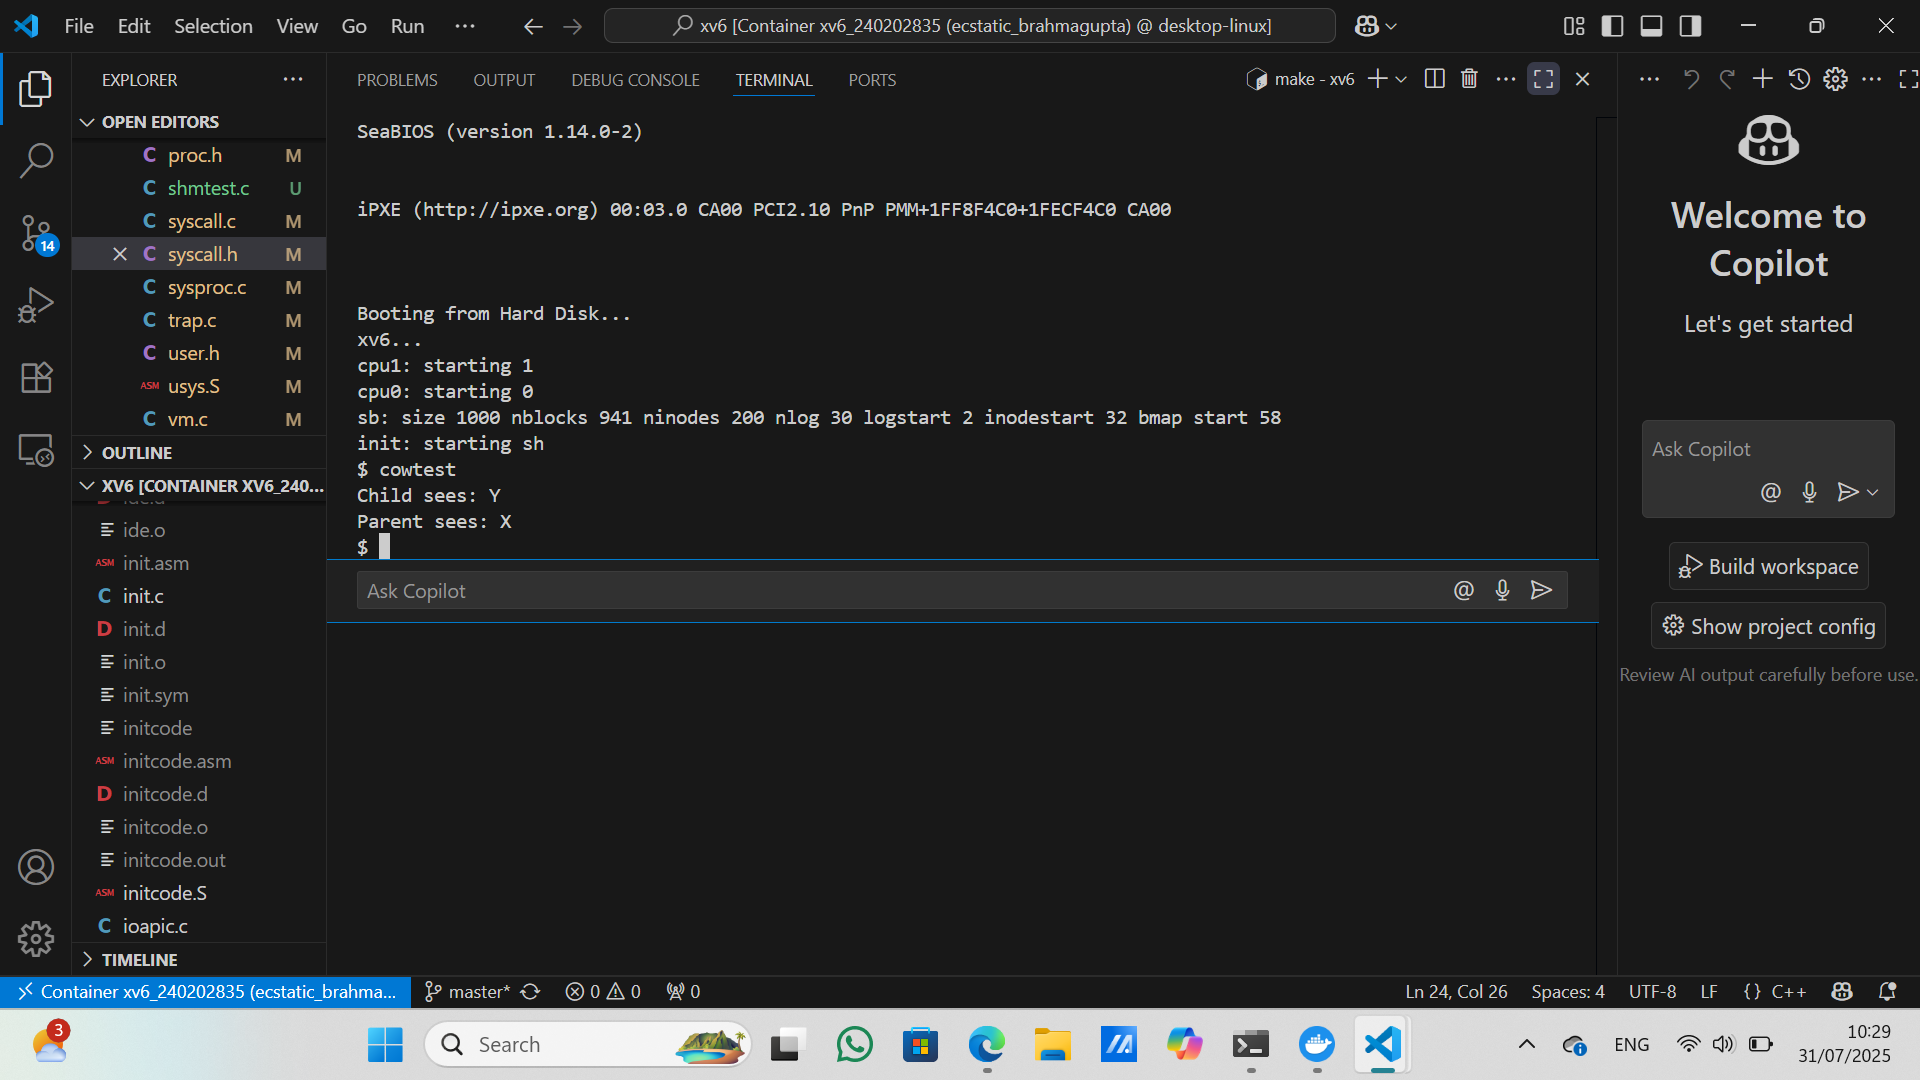 File Edit Selection View Go Run ...
xv6 [Container xv6_240202835 (ecstatic_brahmagupta) @ desktop-linux]
EXPLORER
OPEN EDITORS
C proc.h M
C shmtest.c U
C syscall.c M
C syscall.h M
C sysproc.c M
C trap.c M
C user.h M
ASM usys.S M
C vm.c M
OUTLINE
XV6 [CONTAINER XV6_240...
ide.o
ASM init.asm
C init.c
D init.d
init.o
init.sym
initcode
ASM initcode.asm
D initcode.d
initcode.o
initcode.out
ASM initcode.S
C ioapic.c
TIMELINE
14
PROBLEMS OUTPUT DEBUG CONSOLE TERMINAL PORTS
make - xv6
SeaBIOS (version 1.14.0-2)
iPXE (http://ipxe.org) 00:03.0 CA00 PCI2.10 PnP PMM+1FF8F4C0+1FECF4C0 CA00
Booting from Hard Disk...
xv6...
cpu1: starting 1
cpu0: starting 0
sb: size 1000 nblocks 941 ninodes 200 nlog 30 logstart 2 inodestart 32 bmap start 58
init: starting sh
$ cowtest
Child sees: Y
Parent sees: X
$
Ask Copilot
Welcome to
Copilot
Let's get started
Ask Copilot
Build workspace
Show project config
Review AI output carefully before use.
Container xv6_240202835 (ecstatic_brahma... master* 0 0 0
Ln 24, Col 26 Spaces: 4 UTF-8 LF {} C++
3
Search
ENG
10:29
31/07/2025